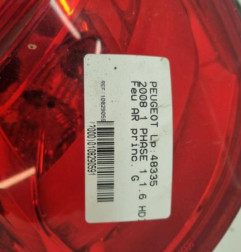 PEUGEOT Lp:48335
2008 1 PHASE 1 1.6 HD
Feu AR princ. G